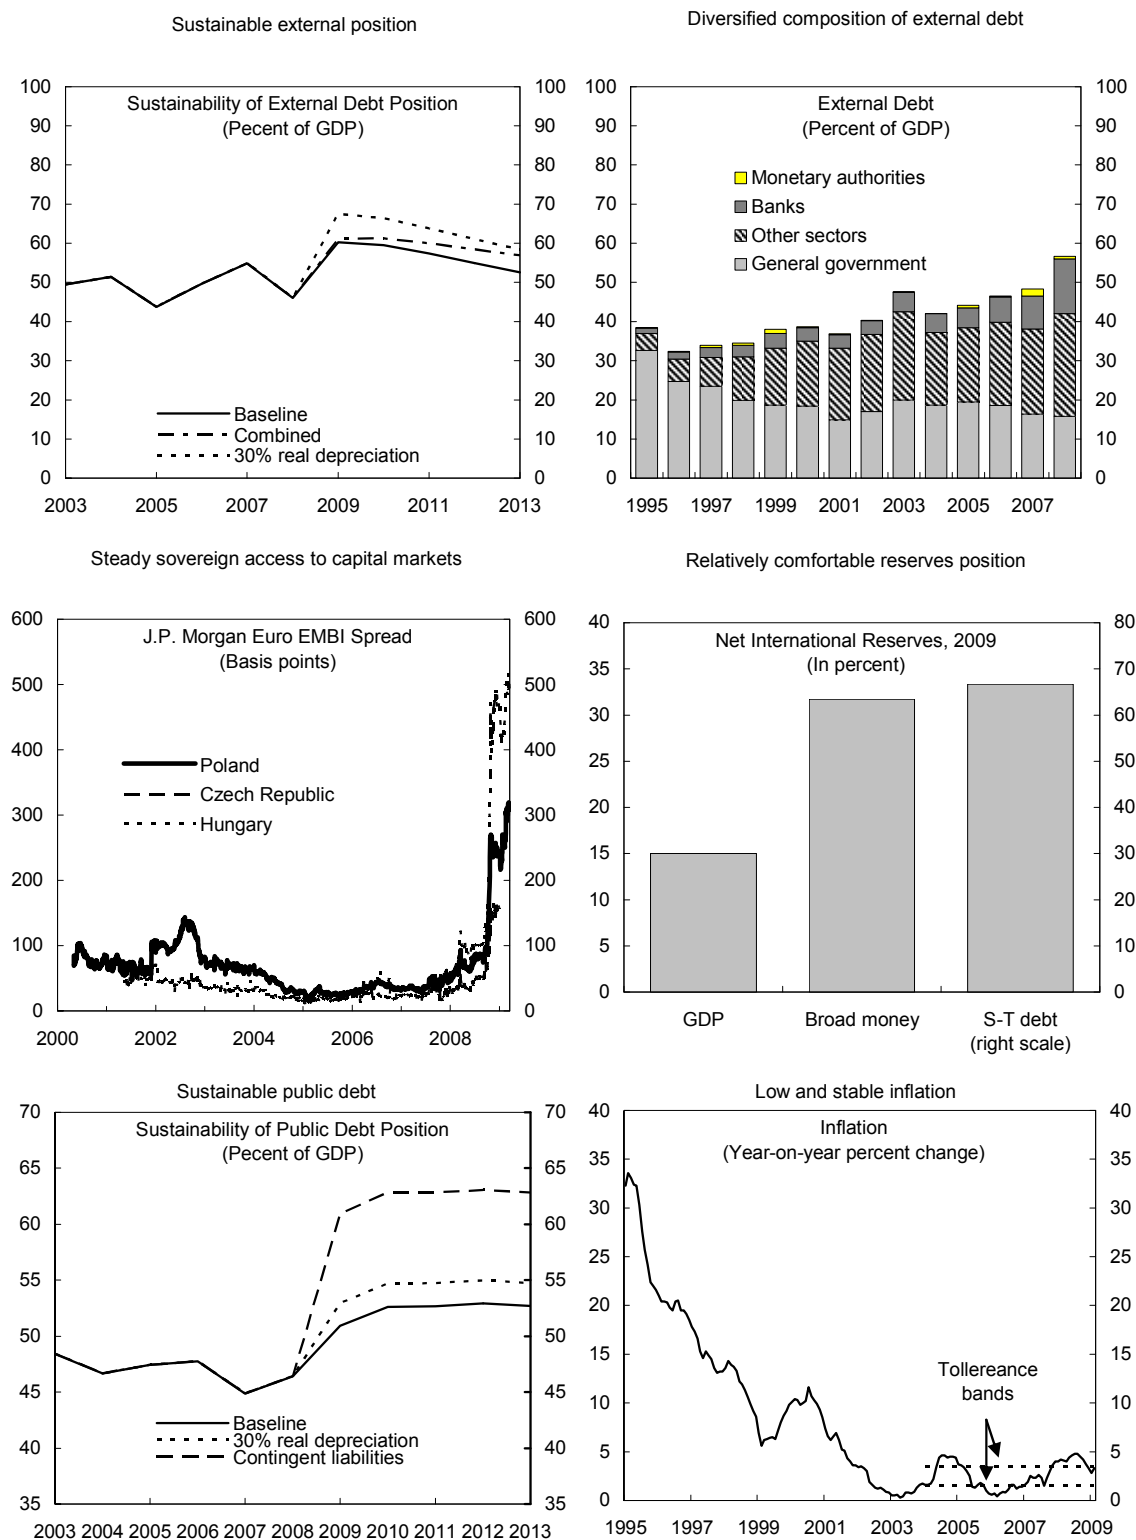 Sustainable external position
Diversified composition of external debt
Sustainability of External Debt Position
(Pecent of GDP)
100 100
90 90
80 80
70 70
60 60
50 50
40 40
30 30
20 20
10 10
0 0
Baseline
Combined
30% real depreciation
2003 2005 2007 2009 2011 2013
External Debt
(Percent of GDP)
100 100
90 90
80 80
70 70
60 60
50 50
40 40
30 30
20 20
10 10
0 0
Monetary authorities
Banks
Other sectors
General government
1995 1997 1999 2001 2003 2005 2007
Steady sovereign access to capital markets
Relatively comfortable reserves position
J.P. Morgan Euro EMBI Spread
(Basis points)
600 600
500 500
400 400
300 300
200 200
100 100
0 0
Poland
Czech Republic
Hungary
2000 2002 2004 2006 2008
Net International Reserves, 2009
(In percent)
40 80
35 70
30 60
25 50
20 40
15 30
10 20
5 10
0 0
GDP Broad money S-T debt
(right scale)
Sustainable public debt
Low and stable inflation
Sustainability of Public Debt Position
(Pecent of GDP)
70 70
65 65
60 60
55 55
50 50
45 45
40 40
35 35
Baseline
30% real depreciation
Contingent liabilities
2003 2004 2005 2006 2007 2008 2009 2010 2011 2012 2013
Inflation
(Year-on-year percent change)
40 40
35 35
30 30
25 25
20 20
15 15
10 10
5 5
0 0
Tollereance
bands
1995 1997 1999 2001 2003 2005 2007 2009